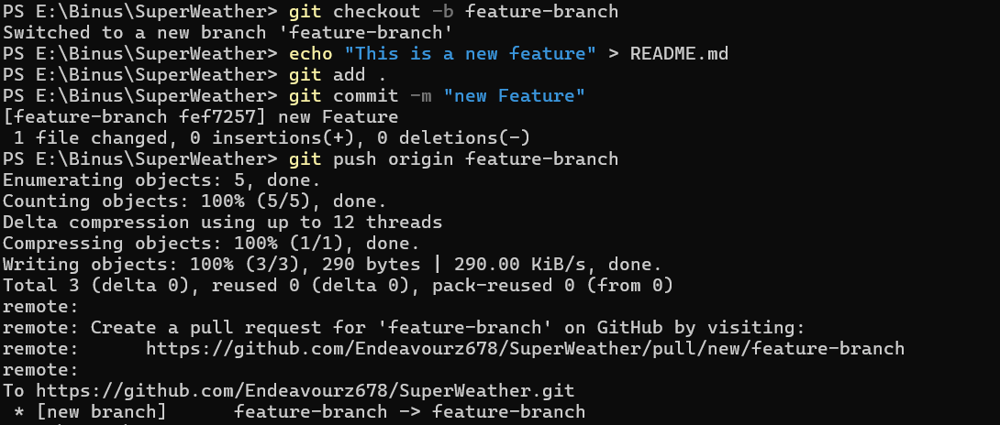 PS E:\Binus\SuperWeather> git checkout -b feature-branch
Switched to a new branch 'feature-branch'
PS E:\Binus\SuperWeather> echo "This is a new feature" > README.md
PS E:\Binus\SuperWeather> git add .
PS E:\Binus\SuperWeather> git commit -m "new Feature"
[feature-branch fef7257] new Feature
 1 file changed, 0 insertions(+), 0 deletions(-)
PS E:\Binus\SuperWeather> git push origin feature-branch
Enumerating objects: 5, done.
Counting objects: 100% (5/5), done.
Delta compression using up to 12 threads
Compressing objects: 100% (1/1), done.
Writing objects: 100% (3/3), 290 bytes | 290.00 KiB/s, done.
Total 3 (delta 0), reused 0 (delta 0), pack-reused 0 (from 0)
remote:
remote: Create a pull request for 'feature-branch' on GitHub by visiting:
remote:      https://github.com/Endeavourz678/SuperWeather/pull/new/feature-branch
remote:
To https://github.com/Endeavourz678/SuperWeather.git
 * [new branch]      feature-branch -> feature-branch